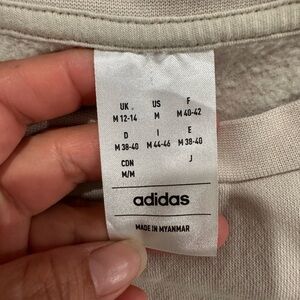 UK US F
M 12-14 M M 40-42
D I E
M 38-40 M 44-46 M 38-40
CDN J
M/M
adidas
MADE IN MYANMAR